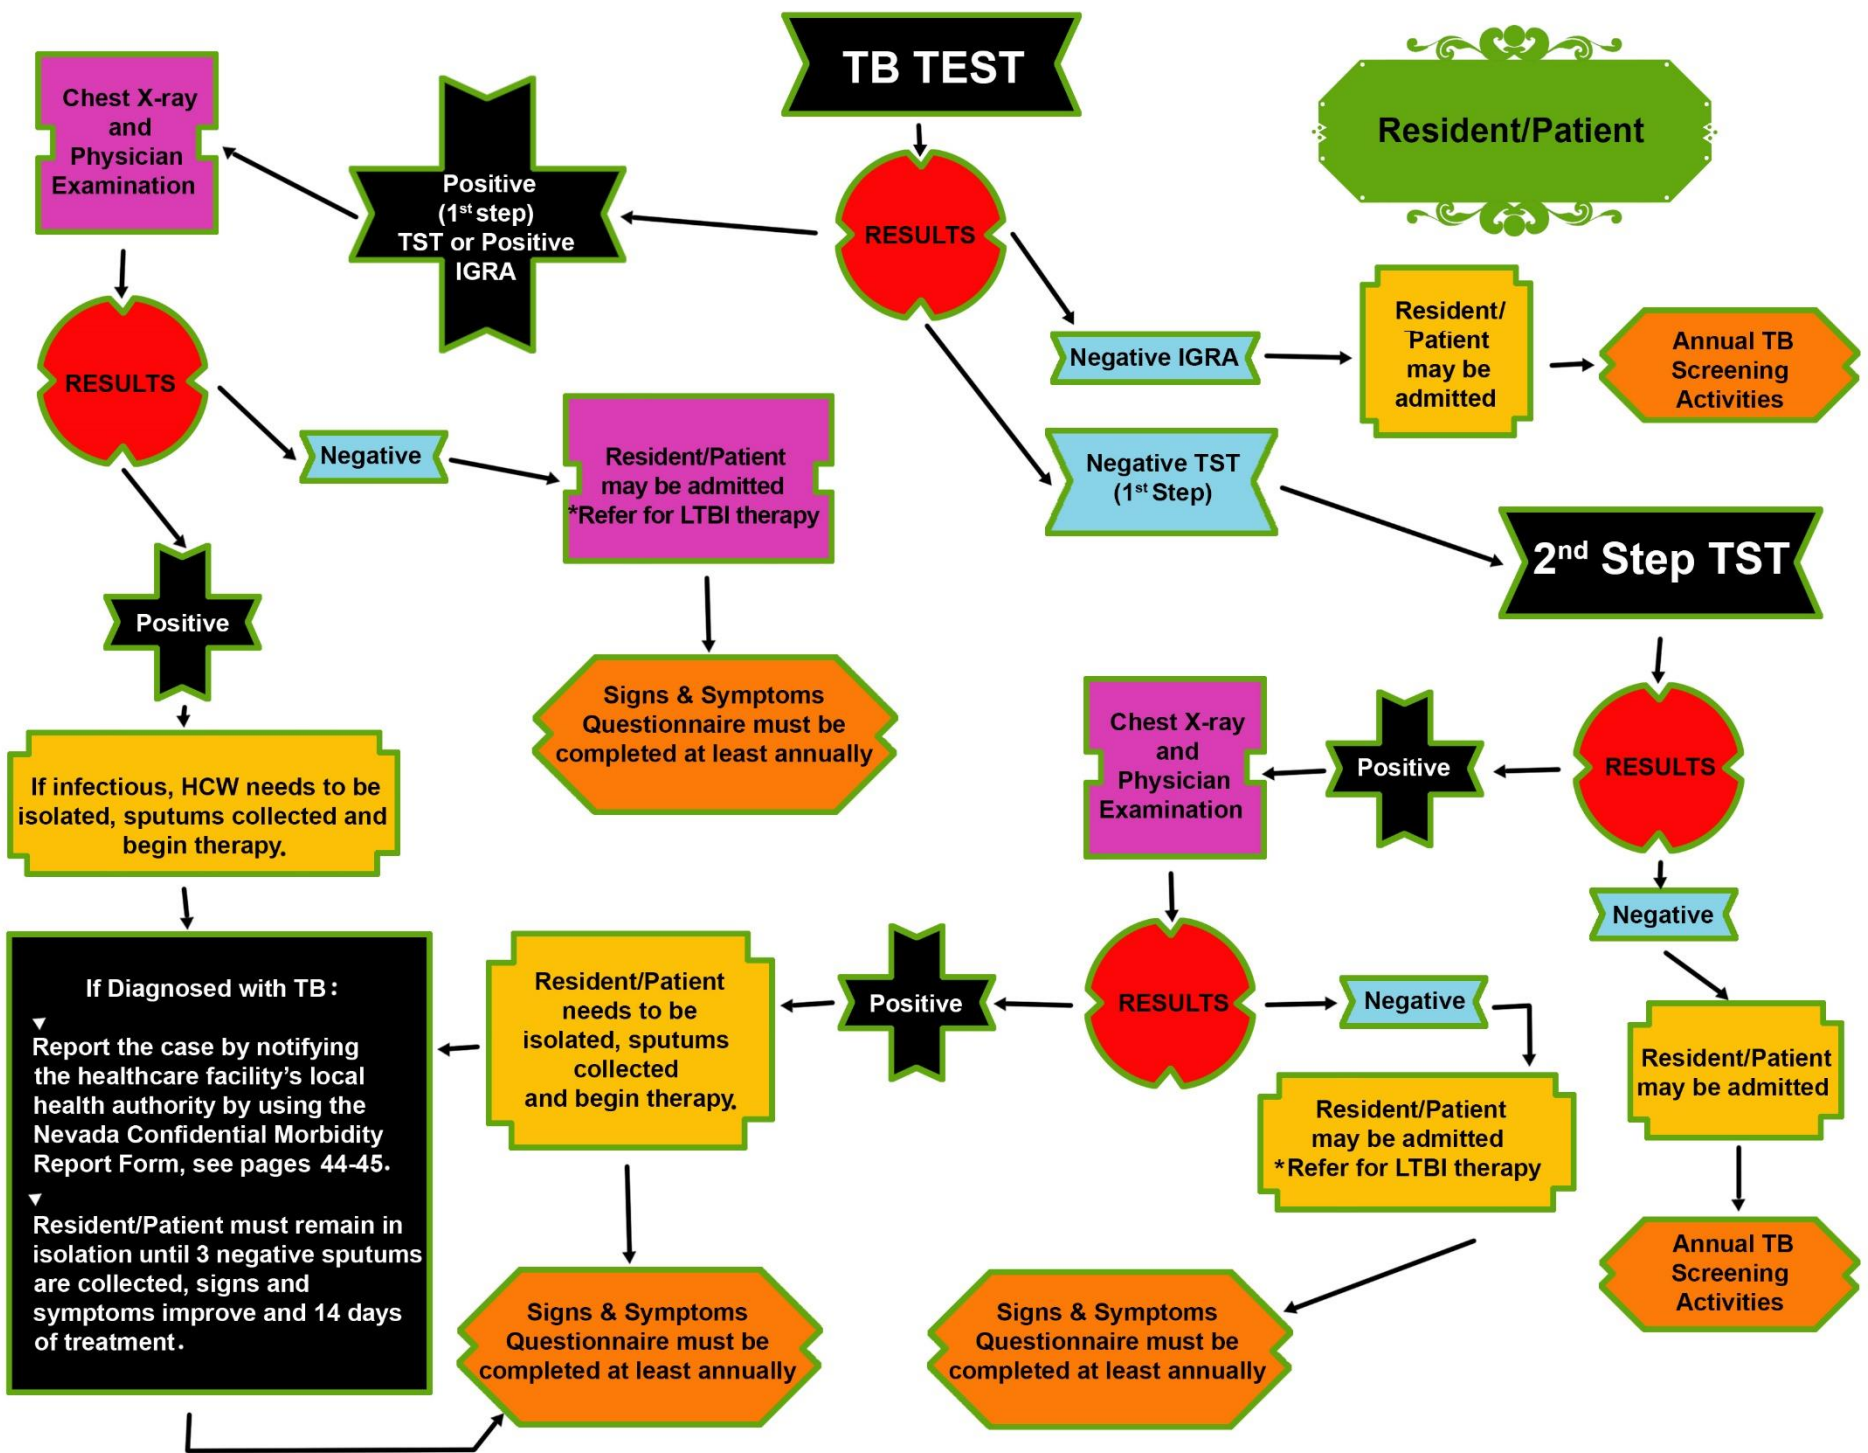 TB TEST
Resident/Patient
RESULTS
Positive
(1st step)
TST or Positive
IGRA
Chest X-ray
and
Physician
Examination
RESULTS
Negative
Resident/Patient
may be admitted
*Refer for LTBI therapy
Signs & Symptoms
Questionnaire must be
completed at least annually
Positive
If infectious, HCW needs to be
isolated, sputums collected and
begin therapy.
If Diagnosed with TB:
Report the case by notifying
the healthcare facility’s local
health authority by using the
Nevada Confidential Morbidity
Report Form, see pages 44-45.
Resident/Patient must remain in
isolation until 3 negative sputums
are collected, signs and
symptoms improve and 14 days
of treatment.
Negative IGRA
Resident/
Patient
may be
admitted
Annual TB
Screening
Activities
Negative TST
(1st Step)
2nd Step TST
RESULTS
Positive
Chest X-ray
and
Physician
Examination
RESULTS
Positive
Resident/Patient
needs to be
isolated, sputums
collected
and begin therapy.
Signs & Symptoms
Questionnaire must be
completed at least annually
Negative
Resident/Patient
may be admitted
*Refer for LTBI therapy
Signs & Symptoms
Questionnaire must be
completed at least annually
Negative
Resident/Patient
may be admitted
Annual TB
Screening
Activities